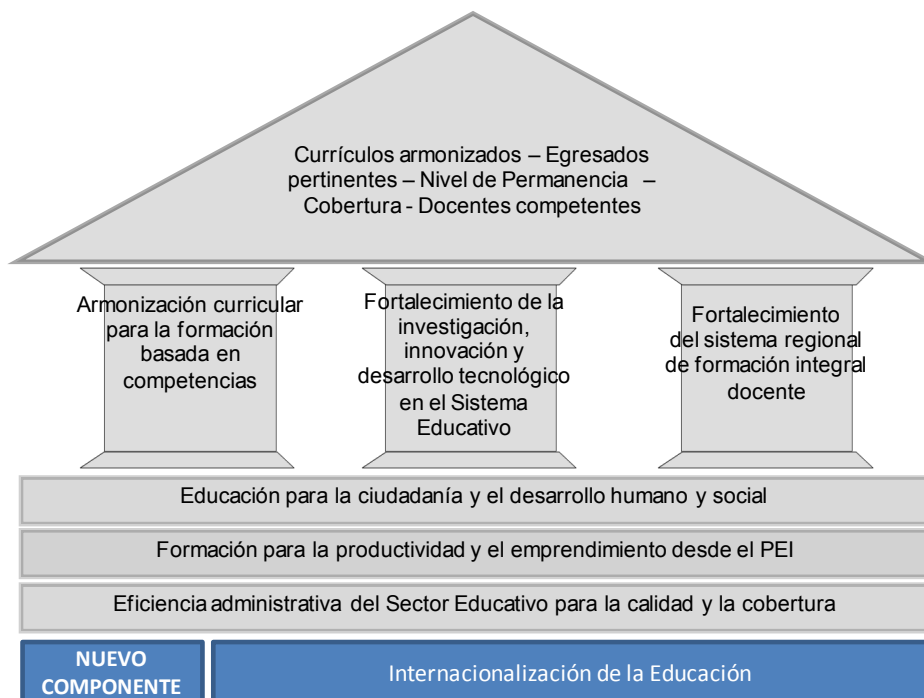 Currículos armonizados – Egresados
pertinentes – Nivel de Permanencia –
Cobertura - Docentes competentes
Armonización curricular
para la formación
basada en
competencias
Fortalecimiento de la
investigación,
innovación y
desarrollo tecnológico
en el Sistema
Educativo
Fortalecimiento
del sistema regional
de formación integral
docente
Educación para la ciudadanía y el desarrollo humano y social
Formación para la productividad y el emprendimiento desde el PEI
Eficiencia administrativa del Sector Educativo para la calidad y la cobertura
NUEVO
COMPONENTE
Internacionalización de la Educación